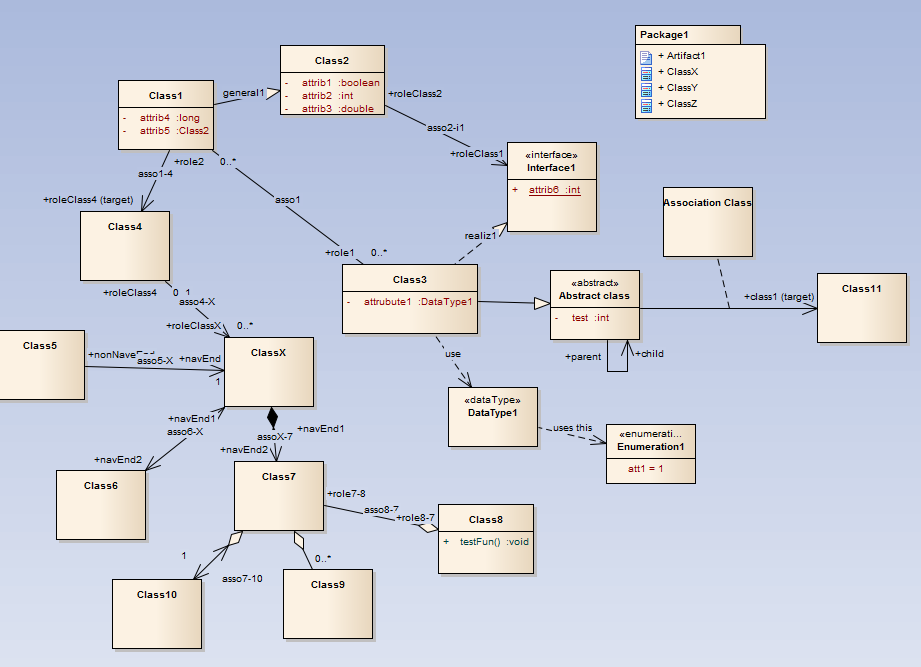 Package1
+ Artifact1
+ ClassX
+ ClassY
+ ClassZ
Class2
- attrib1 :boolean
- attrib2 :int
- attrib3 :double
general1
+roleClass2
Class1
- attrib4 :long
- attrib5 :Class2
asso2-i1
+roleClass1
«interface»
Interface1
+ attrib6 :int
+role2
0..*
asso1-4
+roleClass4 (target)
asso1
Association Class
Class4
realiz1
+role1
0..*
Class3
- attrubute1 :DataType1
«abstract»
Abstract class
- test :int
+class1 (target)
Class11
+roleClass4
0
1
asso4-X
+roleClassX
0..*
Class5
ClassX
use
+parent
+child
asso5-X
+navEnd
1
«dataType»
DataType1
+navEnd1
asso6-X
+navEnd2
asso​X-7
+navEnd1
+navEnd2
uses this
«enumerati...
Enumeration1
att1 = 1
Class6
Class7
+role7-8
asso8-7
+role8-7
Class8
+ testFun() :void
1
asso7-10
0..*
Class10
Class9